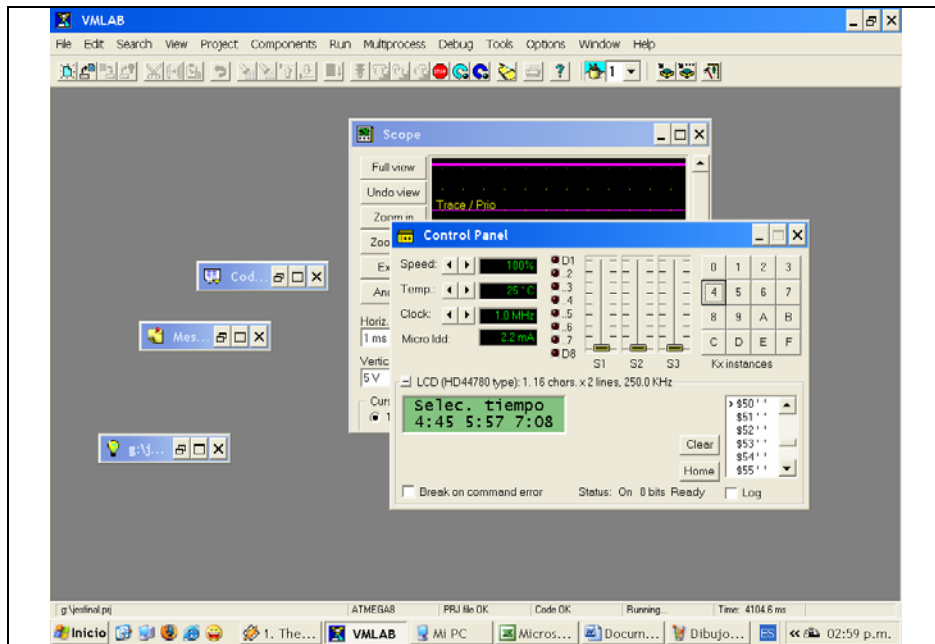 VMLAB
File Edit Search View Project Components Run Multiprocess Debug Tools Options Window Help
STOP ? 1
Scope
Full view
Undo view
Zoom in
Trace / Prio
Control Panel
Cod...
Mes...
g:\j...
Speed: 100%
Temp.: 25 °C
Clock: 1.0 MHz
Micro Idd: 2.2 mA
D1
..2
..3
..4
..5
..6
..7
D8
S1 S2 S3
0 1 2 3
4 5 6 7
8 9 A B
C D E F
Kx instances
Horiz.
1 ms
5 V
LCD (HD44780 type): 1. 16 chars. x 2 lines, 250.0 KHz
Selec. tiempo
4:45 5:57 7:08
> $50 ' '
$51 ' '
$52 ' '
$53 ' '
$54 ' '
$55 ' '
Clear
Home
Break on command error Status: On 8 bits Ready Log
g:\jesfinal.prj ATMEGA8 PRJ file OK Code OK Running... Time: 4104.6 ms
Inicio 1. The... VMLAB Mi PC Micros... Docum... Dibujo... ES 02:59 p.m.